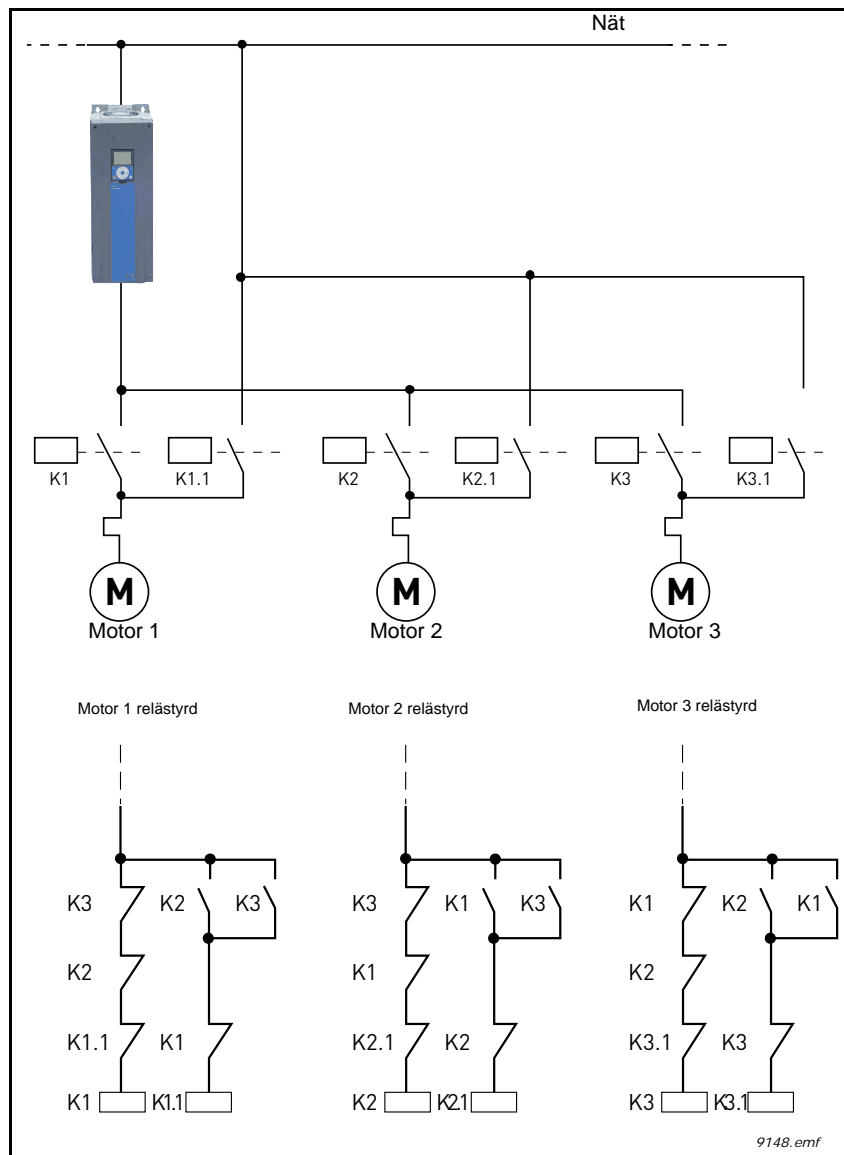 Nät
K1 K1.1 K2 K2.1 K3 K3.1
M M M
Motor 1 Motor 2 Motor 3
Motor 1 relästyrd Motor 2 relästyrd Motor 3 relästyrd
K3 K2 K3 K3 K1 K3 K1 K2 K1
K2 K1 K2
K1.1 K1 K2.1 K2 K3.1 K3
K1 K1.1 K2 K2.1 K3 K3.1
9148.emf